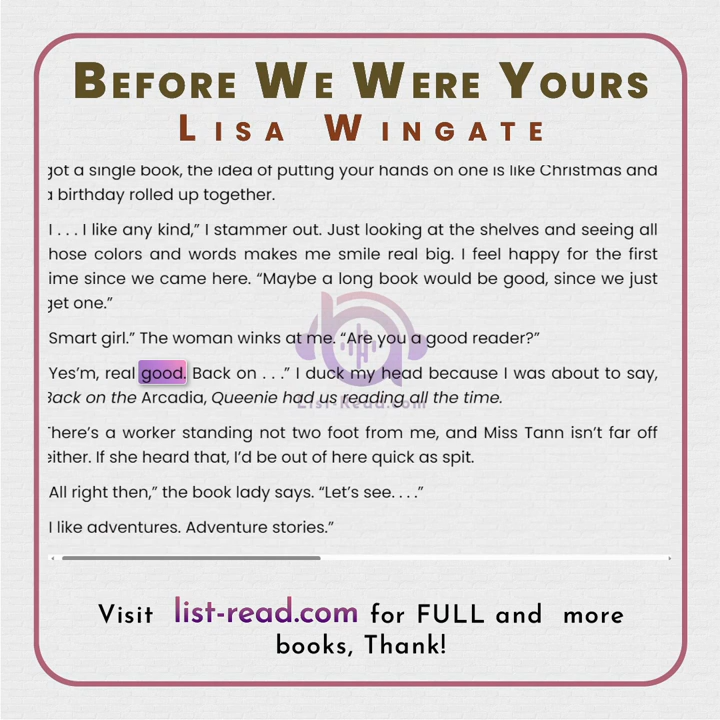 Before We Were Yours
Lisa Wingate
got a single book, the idea of putting your hands on one is like Christmas and
a birthday rolled up together.
I . . . I like any kind,” I stammer out. Just looking at the shelves and seeing all
hose colors and words makes me smile real big. I feel happy for the first
ime since we came here. “Maybe a long book would be good, since we just
get one.”
Smart girl.” The woman winks at me. “Are you a good reader?”
Yes’m, real good. Back on . . .” I duck my head because I was about to say,
Back on the Arcadia, Queenie had us reading all the time.
There’s a worker standing not two foot from me, and Miss Tann isn’t far off
either. If she heard that, I’d be out of here quick as spit.
All right then,” the book lady says. “Let’s see. . . .”
I like adventures. Adventure stories.”
List-Read.com
Visit list-read.com for FULL and more
books, Thank!